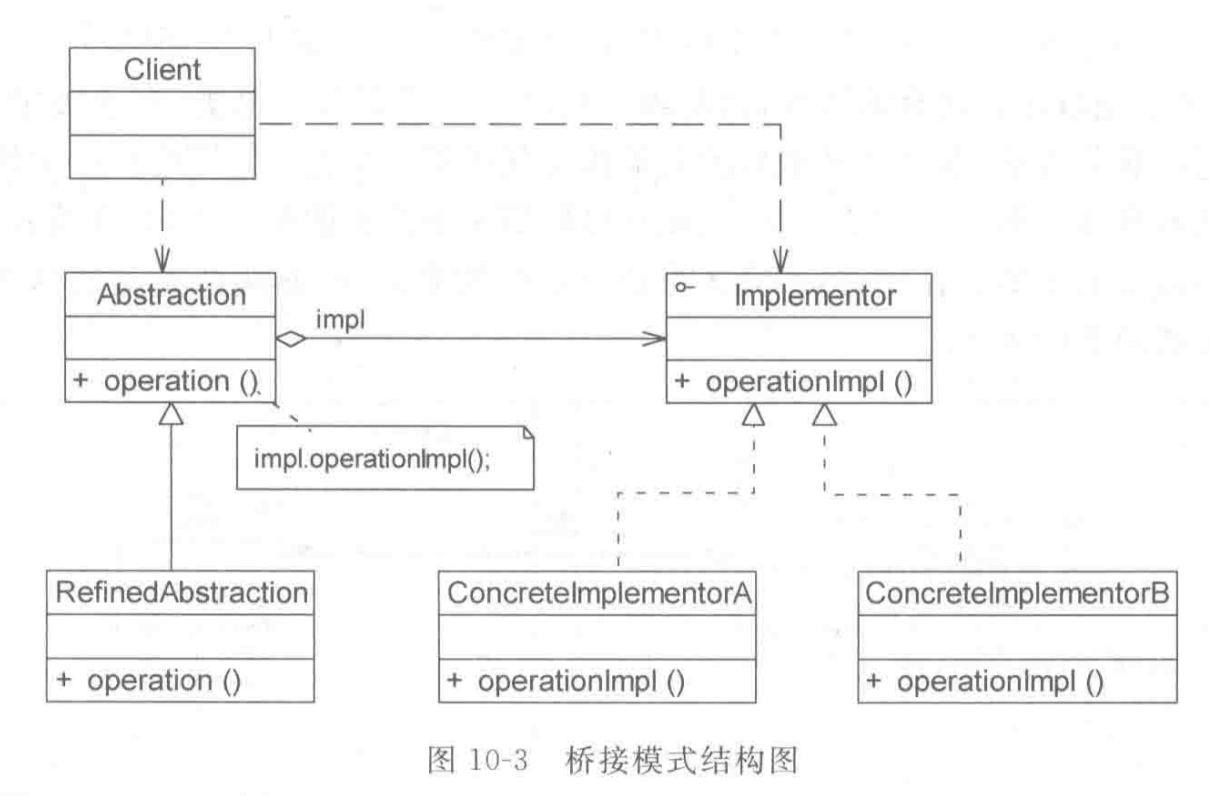 Client
Abstraction
+ operation ()
impl
Implementor
+ operationImpl ()
impl.operationImpl();
RefinedAbstraction
+ operation ()
ConcreteImplementorA
+ operationImpl ()
ConcreteImplementorB
+ operationImpl ()
图 10-3 桥接模式结构图